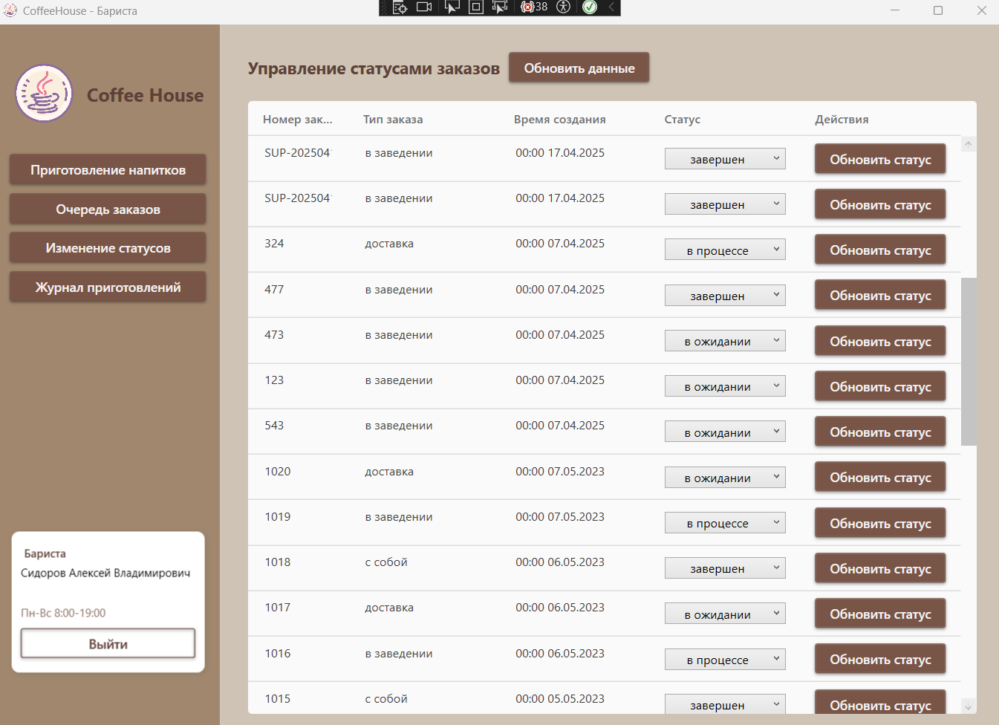 CoffeeHouse - Бариста
38
Coffee House
Приготовление напитков
Очередь заказов
Изменение статусов
Журнал приготовлений
Бариста
Сидоров Алексей Владимирович
Пн-Вс 8:00-19:00
Выйти
Управление статусами заказов Обновить данные
Номер зак... Тип заказа Время создания Статус Действия
SUP-202504 в заведении 00:00 17.04.2025 завершен Обновить статус
SUP-202504 в заведении 00:00 17.04.2025 завершен Обновить статус
324 доставка 00:00 07.04.2025 в процессе Обновить статус
477 в заведении 00:00 07.04.2025 завершен Обновить статус
473 в заведении 00:00 07.04.2025 в ожидании Обновить статус
123 в заведении 00:00 07.04.2025 в ожидании Обновить статус
543 в заведении 00:00 07.04.2025 в ожидании Обновить статус
1020 доставка 00:00 07.05.2023 в ожидании Обновить статус
1019 в заведении 00:00 07.05.2023 в процессе Обновить статус
1018 с собой 00:00 06.05.2023 завершен Обновить статус
1017 доставка 00:00 06.05.2023 в ожидании Обновить статус
1016 в заведении 00:00 06.05.2023 в процессе Обновить статус
1015 с собой 00:00 05.05.2023 завершен Обновить статус